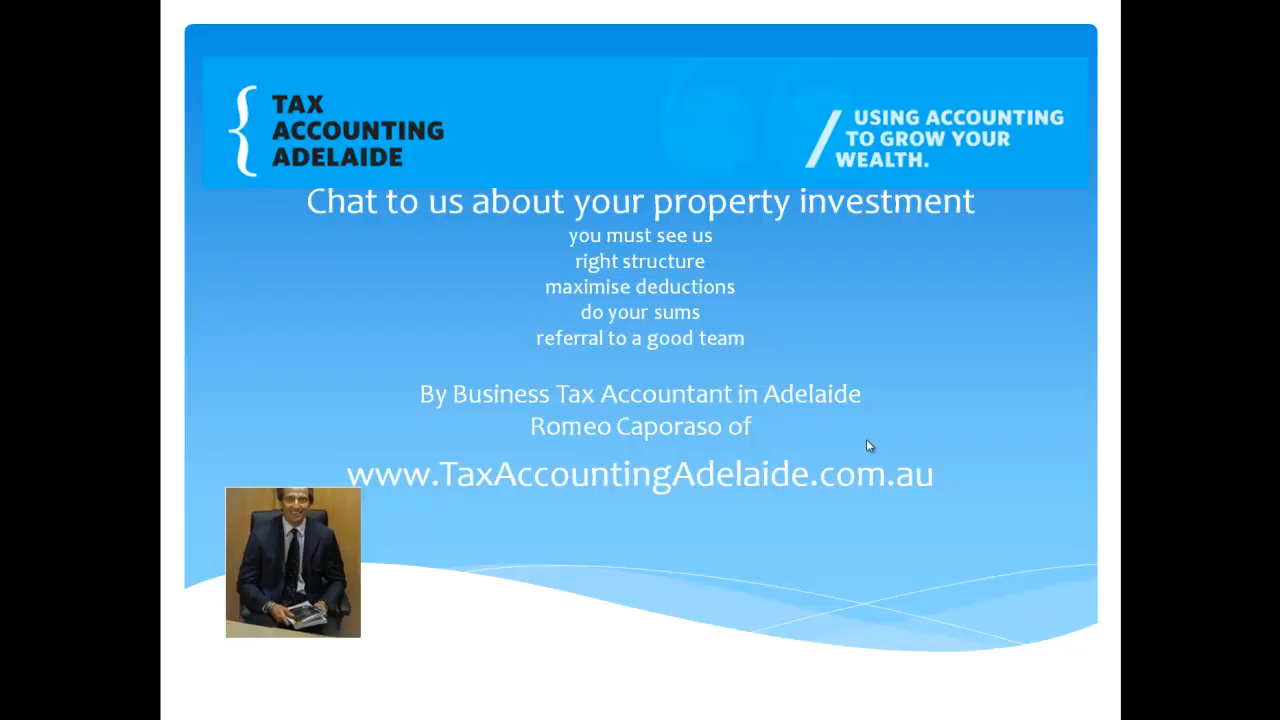 TAX
ACCOUNTING
ADELAIDE
USING ACCOUNTING
TO GROW YOUR
WEALTH.
Chat to us about your property investment
you must see us
right structure
maximise deductions
do your sums
referral to a good team
By Business Tax Accountant in Adelaide
Romeo Caporaso of
www.TaxAccountingAdelaide.com.au